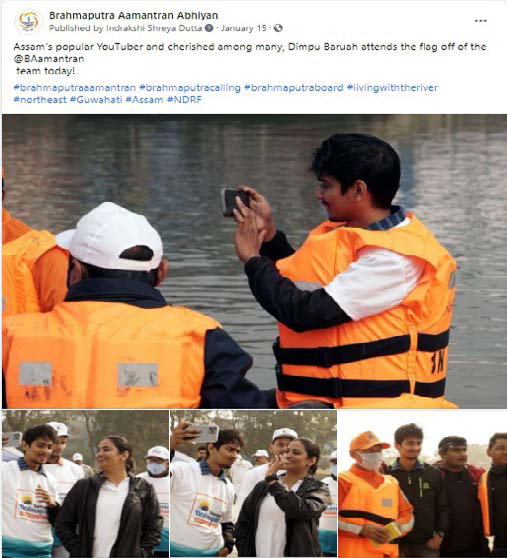 Brahmaputra Aamantran Abhiyan
Published by Indrakshi Shreya Dutta · January 15 ·
Assam's popular YouTuber and cherished among many, Dimpu Baruah attends the flag off of the
@BAamantran
team today!
#brahmaputraaamantran #brahmaputracalling #brahmaputraboard #livingwiththeriver
#northeast #Guwahati #Assam #NDRF